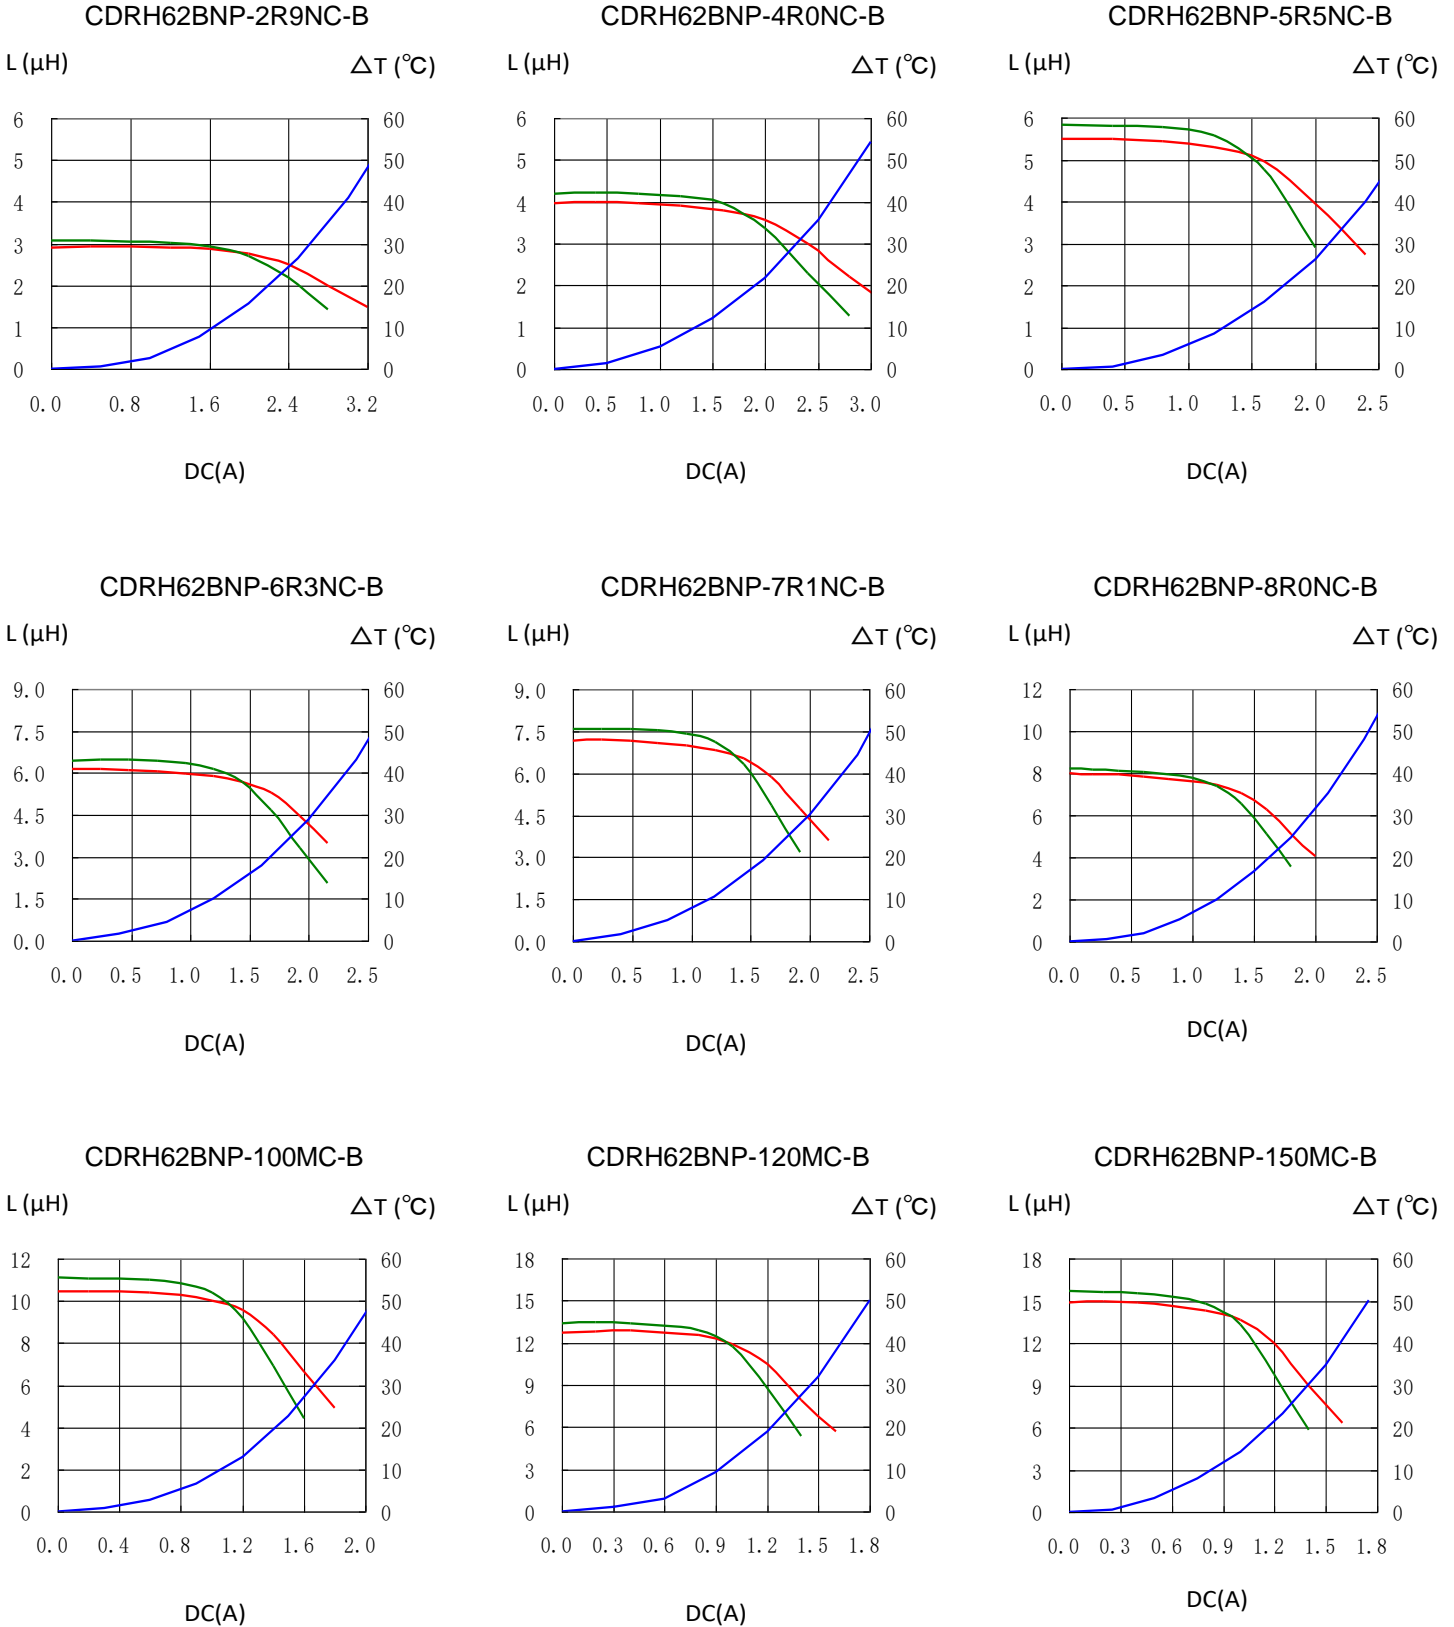 CDRH62BNP-2R9NC-B
L (μH) △T (℃)
6 60
5 50
4 40
3 30
2 20
1 10
0 0
0.0 0.8 1.6 2.4 3.2
DC(A)
CDRH62BNP-4R0NC-B
L (μH) △T (℃)
6 60
5 50
4 40
3 30
2 20
1 10
0 0
0.0 0.5 1.0 1.5 2.0 2.5 3.0
DC(A)
CDRH62BNP-5R5NC-B
L (μH) △T (℃)
6 60
5 50
4 40
3 30
2 20
1 10
0 0
0.0 0.5 1.0 1.5 2.0 2.5
DC(A)
CDRH62BNP-6R3NC-B
L (μH) △T (℃)
9.0 60
7.5 50
6.0 40
4.5 30
3.0 20
1.5 10
0.0 0
0.0 0.5 1.0 1.5 2.0 2.5
DC(A)
CDRH62BNP-7R1NC-B
L (μH) △T (℃)
9.0 60
7.5 50
6.0 40
4.5 30
3.0 20
1.5 10
0.0 0
0.0 0.5 1.0 1.5 2.0 2.5
DC(A)
CDRH62BNP-8R0NC-B
L (μH) △T (℃)
12 60
10 50
8 40
6 30
4 20
2 10
0 0
0.0 0.5 1.0 1.5 2.0 2.5
DC(A)
CDRH62BNP-100MC-B
L (μH) △T (℃)
12 60
10 50
8 40
6 30
4 20
2 10
0 0
0.0 0.4 0.8 1.2 1.6 2.0
DC(A)
CDRH62BNP-120MC-B
L (μH) △T (℃)
18 60
15 50
12 40
9 30
6 20
3 10
0 0
0.0 0.3 0.6 0.9 1.2 1.5 1.8
DC(A)
CDRH62BNP-150MC-B
L (μH) △T (℃)
18 60
15 50
12 40
9 30
6 20
3 10
0 0
0.0 0.3 0.6 0.9 1.2 1.5 1.8
DC(A)